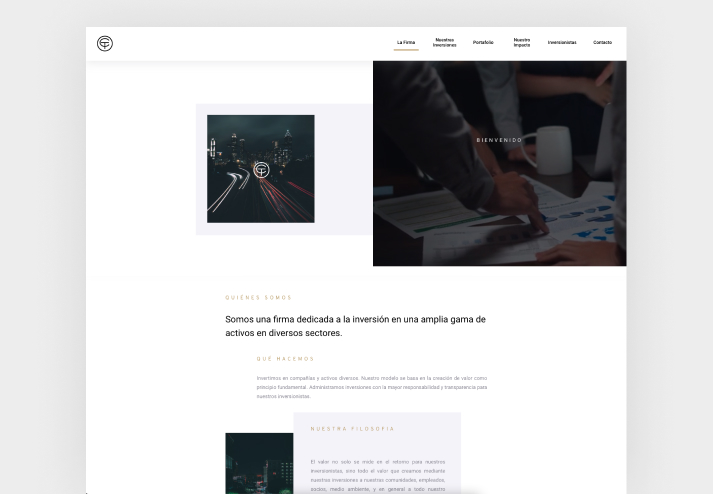 La Firma
Nuestras
Inversiones
Portafolio
Nuestro
Impacto
Inversionistas
Contacto
BIENVENIDO
QUIÉNES SOMOS
Somos una firma dedicada a la inversión en una amplia gama de
activos en diversos sectores.
QUÉ HACEMOS
Invertimos en compañías y activos diversos. Nuestro modelo se basa en la creación de valor como
principio fundamental. Administramos inversiones con la mayor responsabilidad y transparencia para
nuestros inversionistas.
NUESTRA FILOSOFÍA
El valor no solo se mide en el retorno para nuestros
inversionistas, sino todo el valor que creamos mediante
nuestras inversiones a nuestras comunidades, empleados,
socios, medio ambiente, y en general a todo nuestro